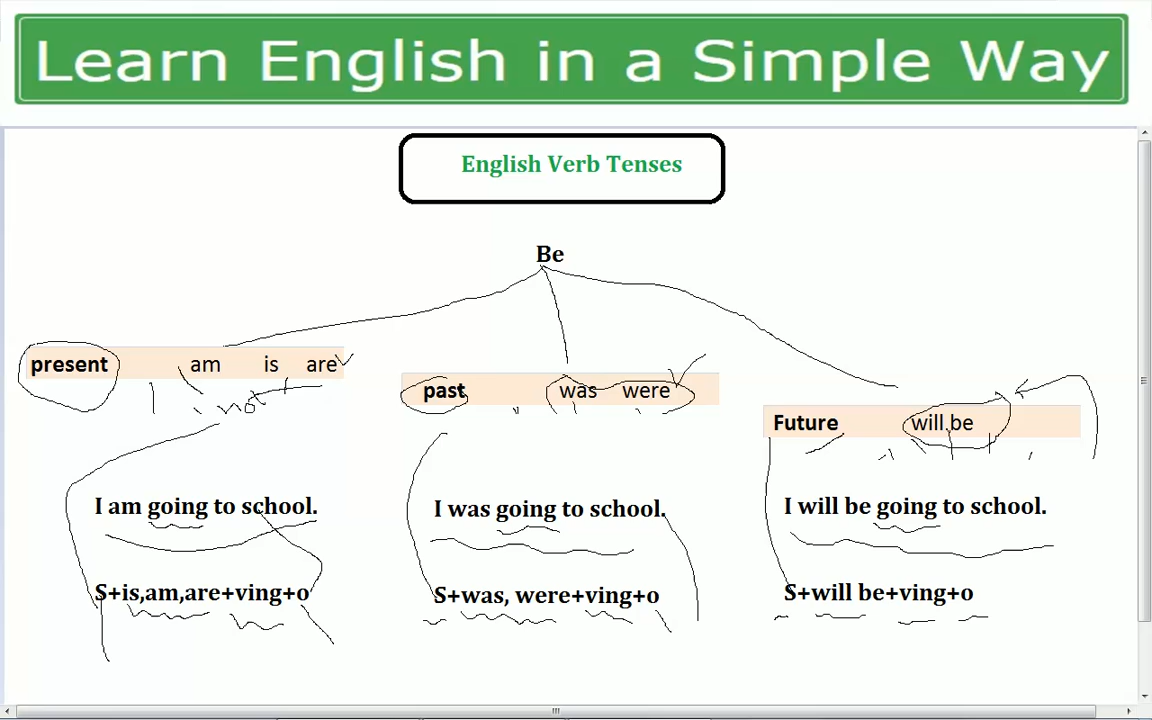 Learn English in a Simple Way
English Verb Tenses
Be
present am is are
past was were
Future will be
no
I am going to school.
I was going to school.
I will be going to school.
S+is,am,are+ving+o
S+was, were+ving+o
S+will be+ving+o